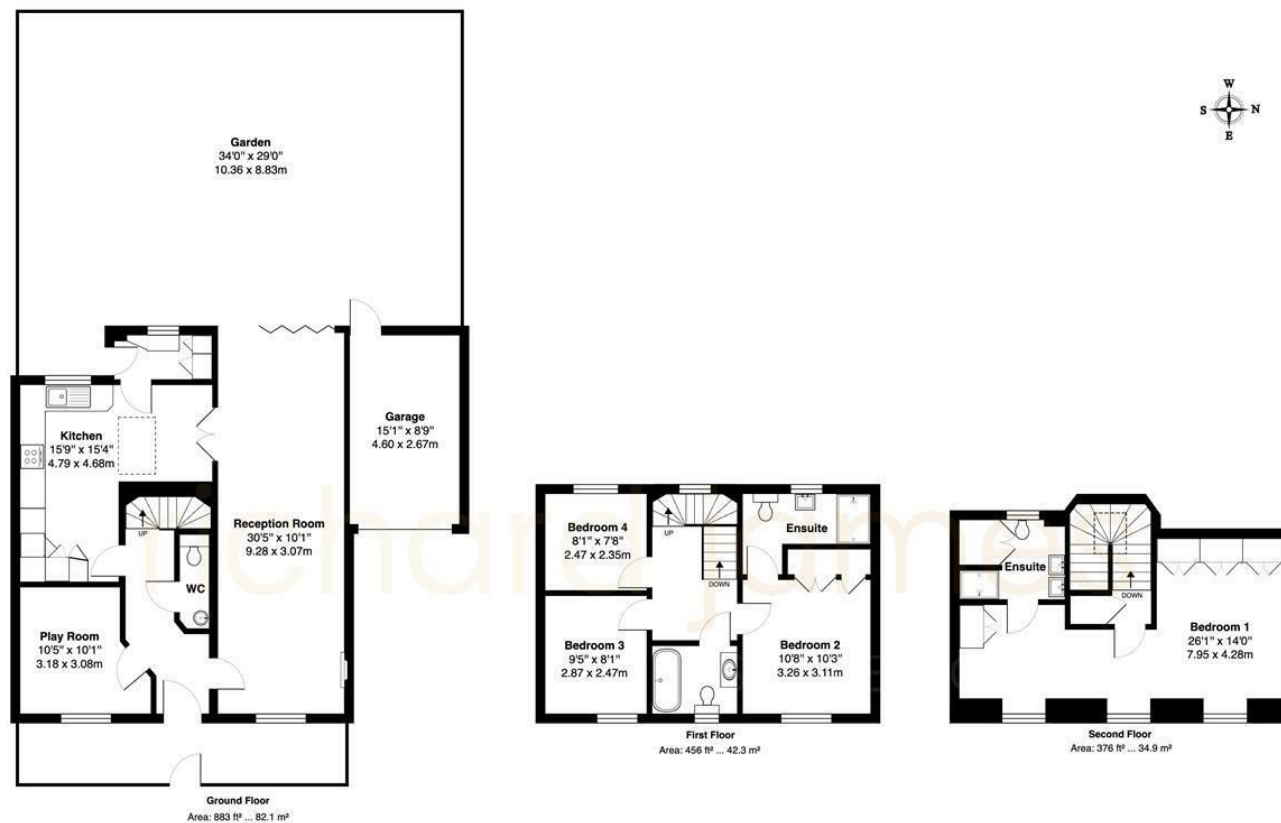 W
S N
E
Garden
34'0" x 29'0"
10.36 x 8.83m
Kitchen
15'9" x 15'4"
4.79 x 4.68m
Garage
15'1" x 8'9"
4.60 x 2.67m
UP
WC
Reception Room
30'5" x 10'1"
9.28 x 3.07m
Play Room
10'5" x 10'1"
3.18 x 3.08m
Ground Floor
Area: 883 ft² ... 82.1 m²
Bedroom 4
8'1" x 7'8"
2.47 x 2.35m
UP
DOWN
Ensuite
Bedroom 3
9'5" x 8'1"
2.87 x 2.47m
Bedroom 2
10'8" x 10'3"
3.26 x 3.11m
First Floor
Area: 456 ft² ... 42.3 m²
Ensuite
DOWN
Bedroom 1
26'1" x 14'0"
7.95 x 4.28m
Second Floor
Area: 376 ft² ... 34.9 m²
richard james